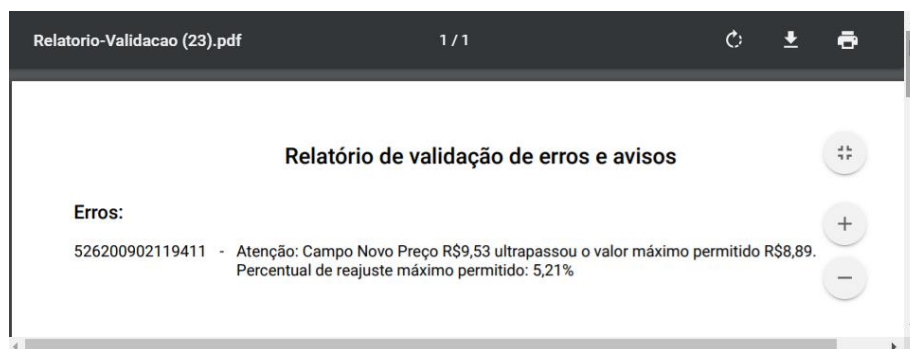 Relatorio-Validacao (23).pdf 1 / 1
Relatório de validação de erros e avisos
Erros:
526200902119411 - Atenção: Campo Novo Preço R$9,53 ultrapassou o valor máximo permitido R$8,89.
Percentual de reajuste máximo permitido: 5,21%